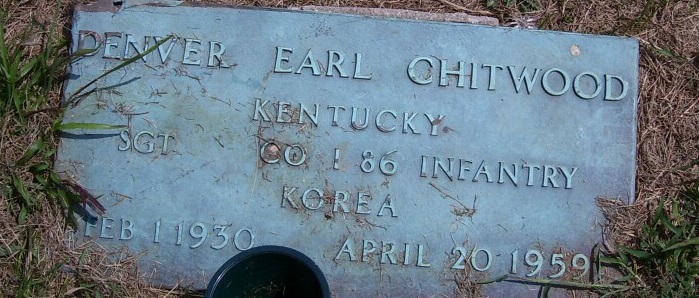 DENVER EARL CHITWOOD
KENTUCKY
SGT CO I 86 INFANTRY
KOREA
FEB 1 1930 APRIL 20 1959